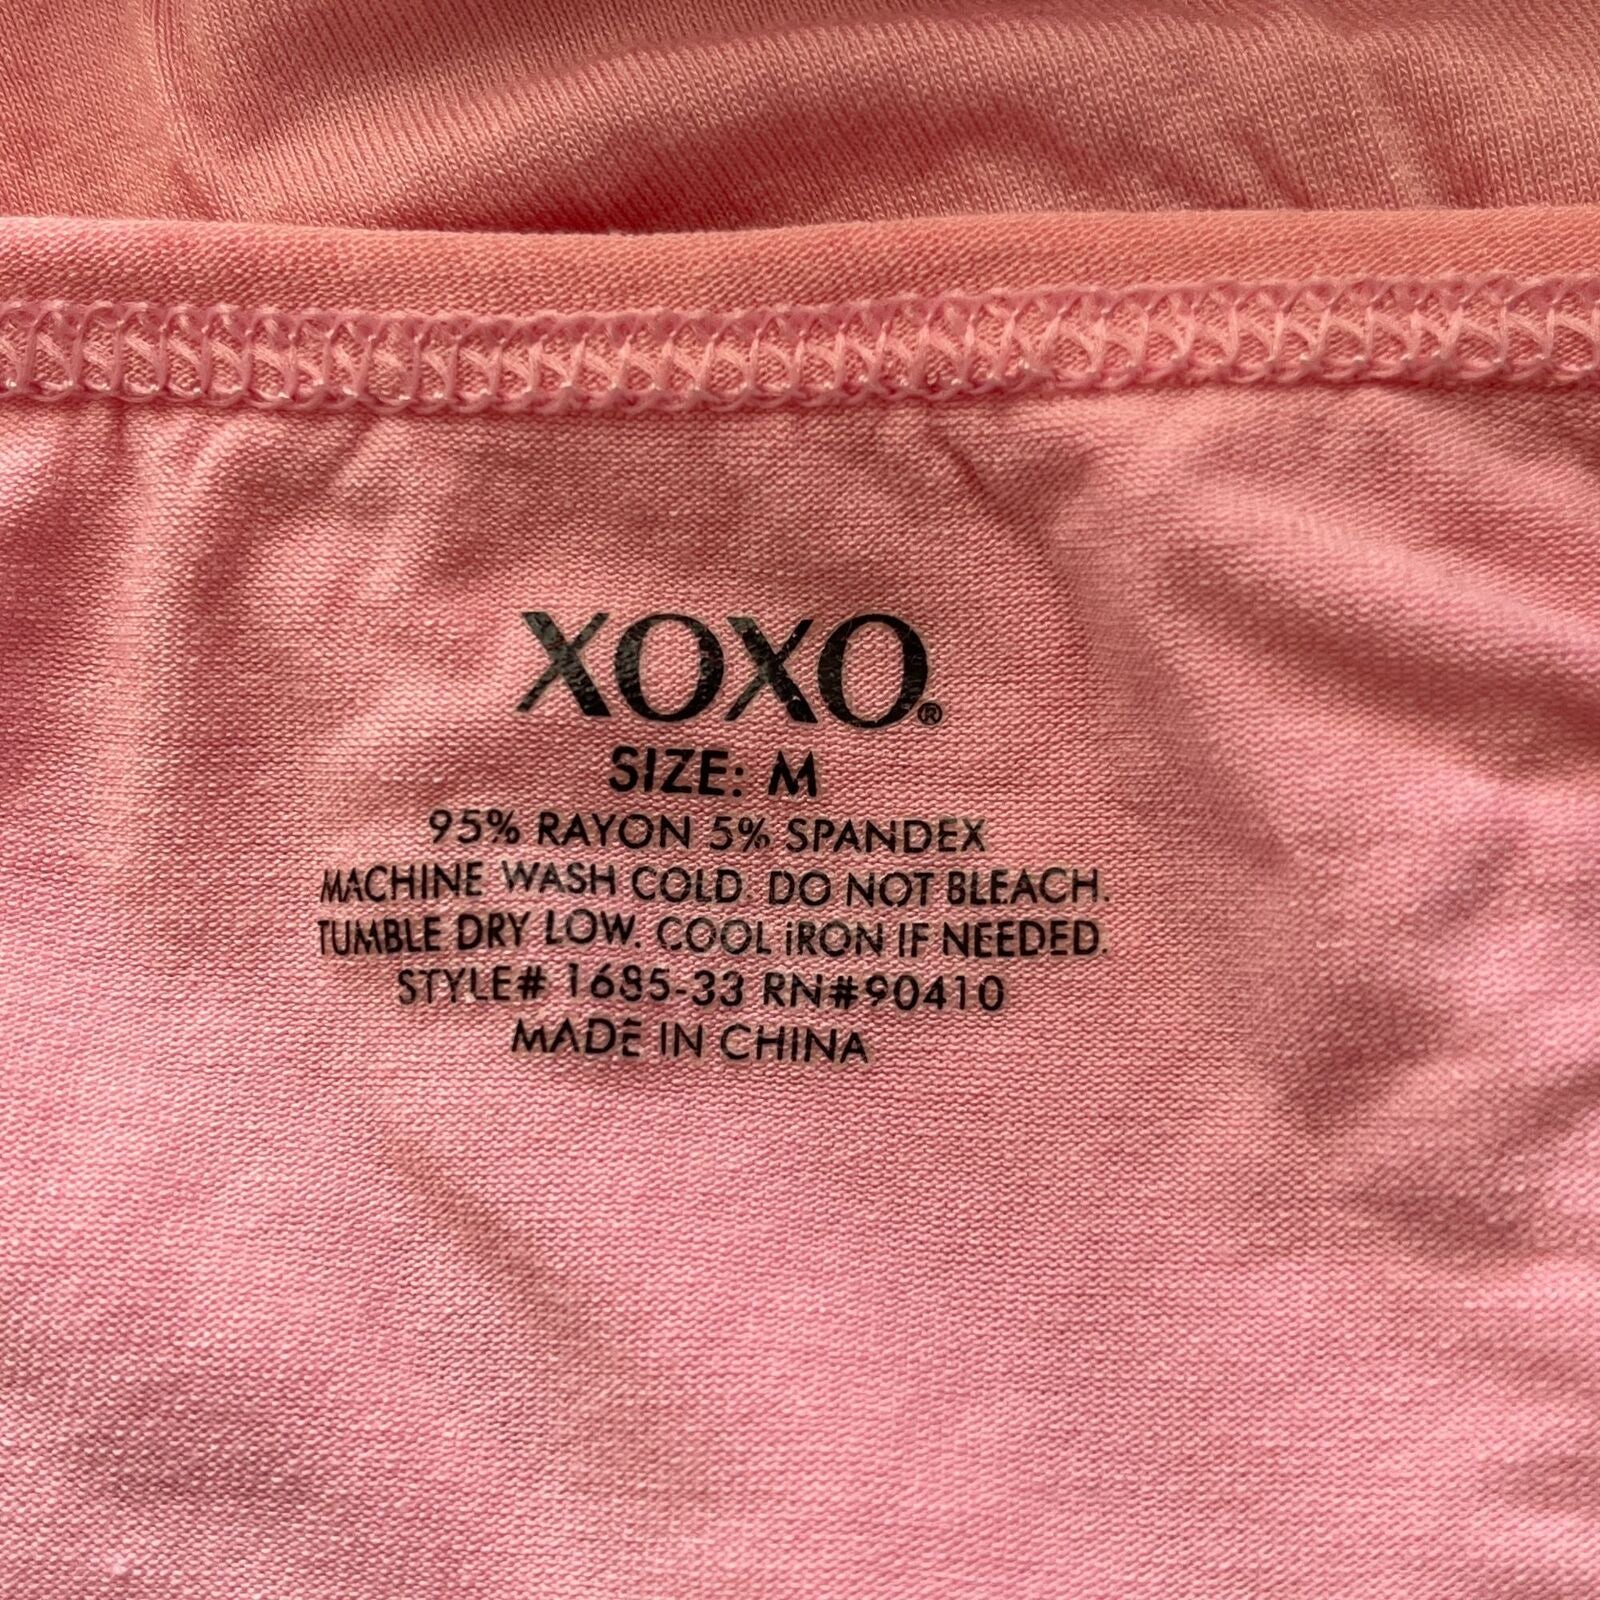 XOXO®
SIZE: M
95% RAYON 5% SPANDEX
MACHINE WASH COLD. DO NOT BLEACH.
TUMBLE DRY LOW. COOL IRON IF NEEDED.
STYLE# 1685-33 RN#90410
MADE IN CHINA